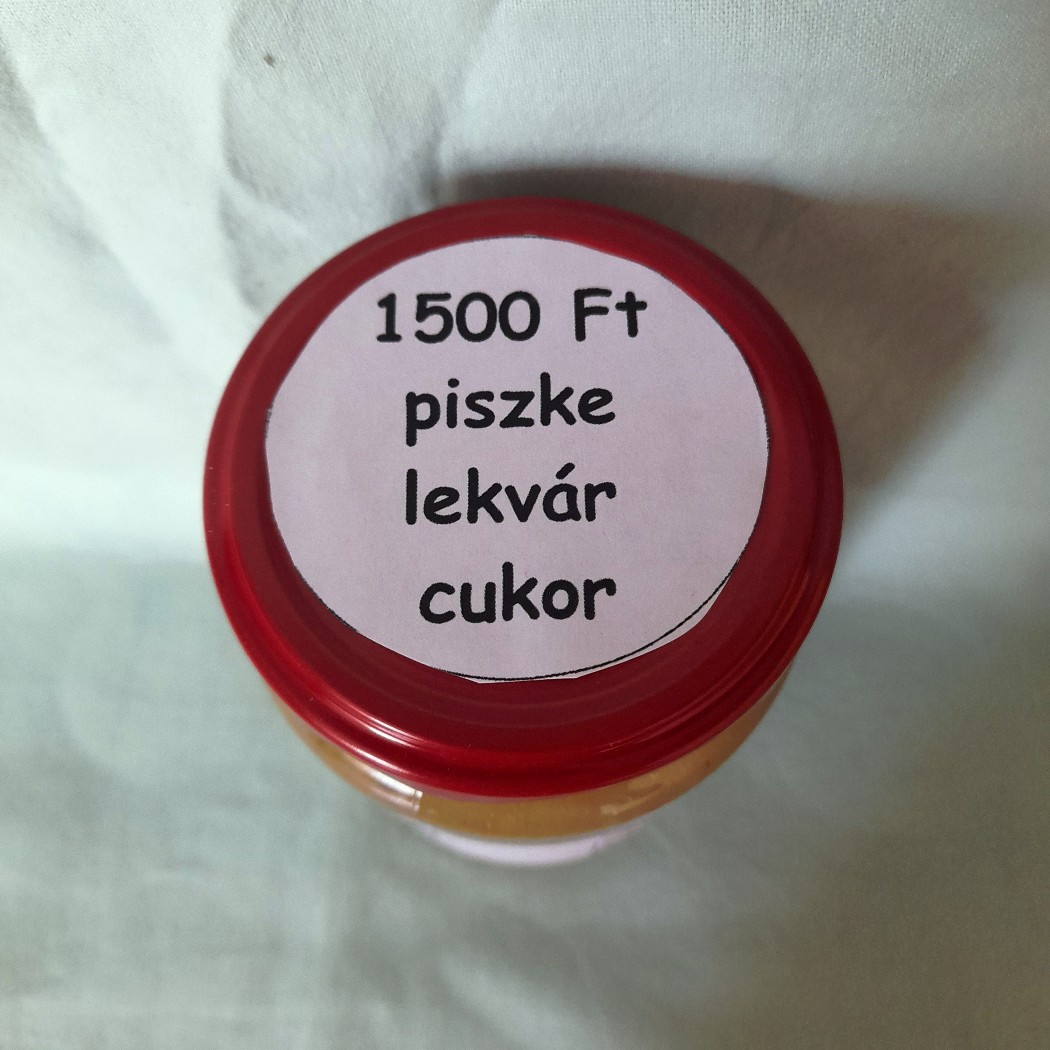 1500 Ft
piszke
lekvár
cukor